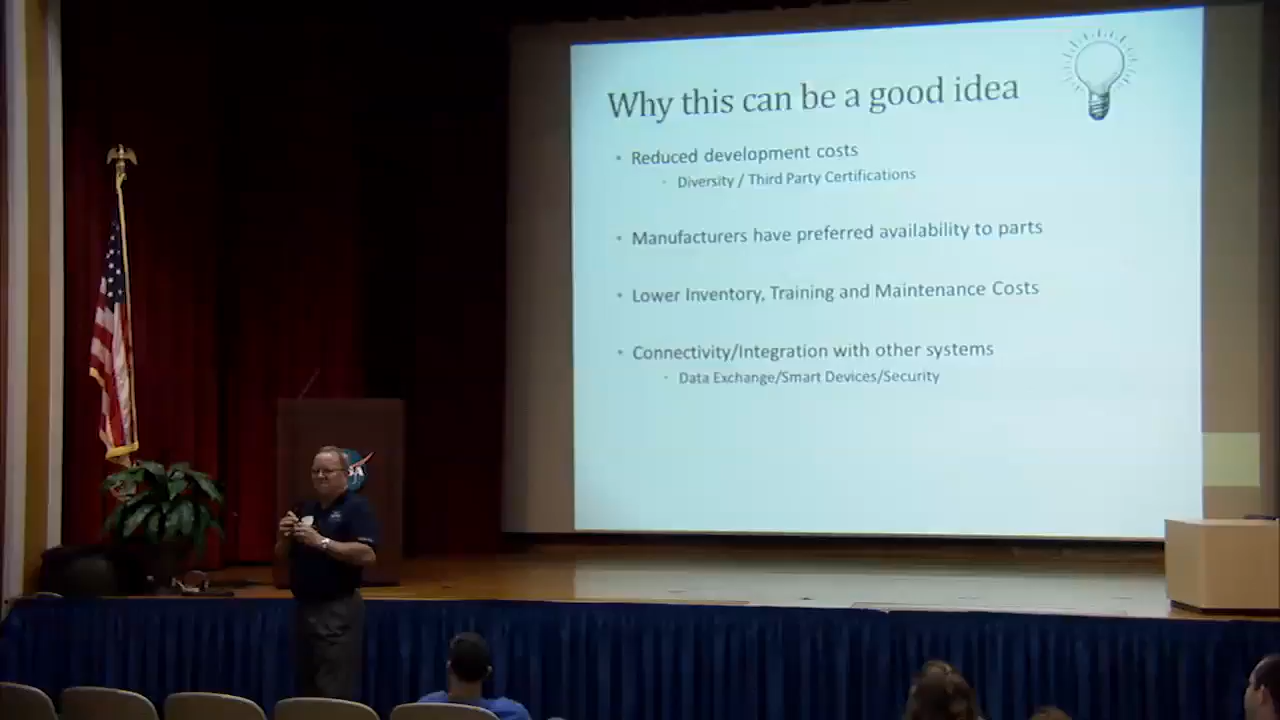 Why this can be a good idea
• Reduced development costs
• Diversity / Third Party Certifications
• Manufacturers have preferred availability to parts
• Lower Inventory, Training and Maintenance Costs
• Connectivity/Integration with other systems
• Data Exchange/Smart Devices/Security